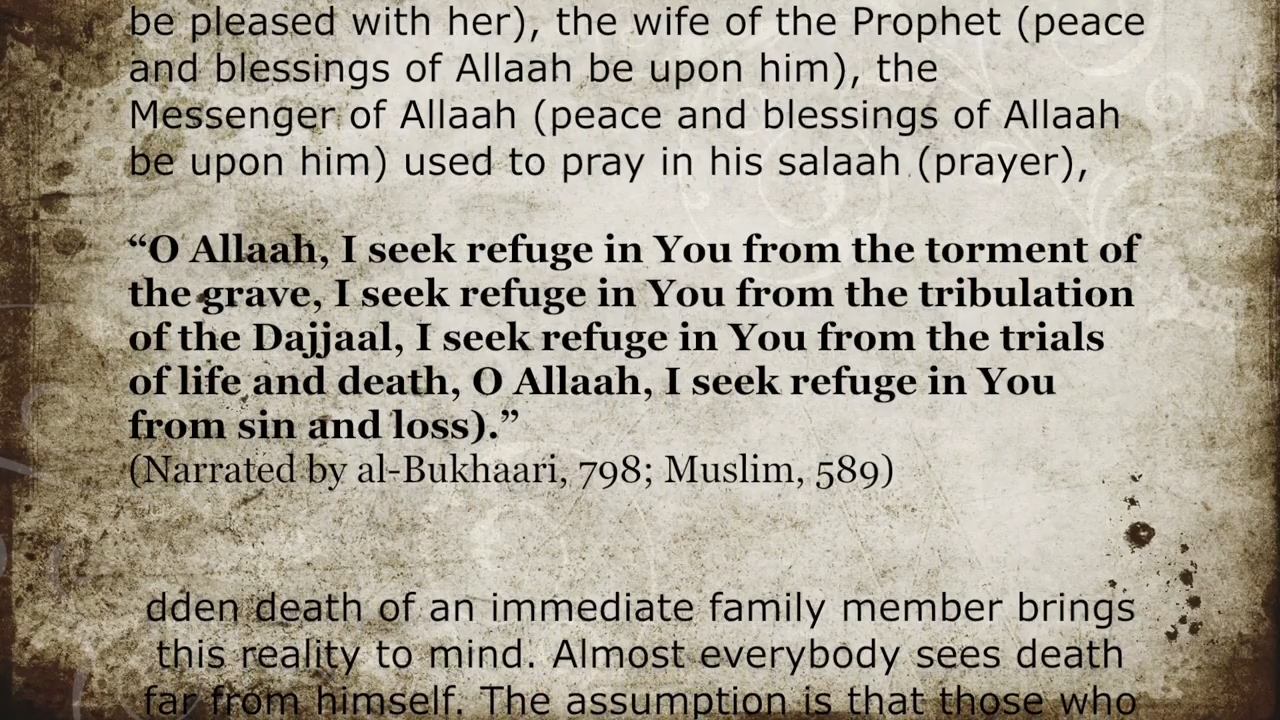 be pleased with her), the wife of the Prophet (peace
and blessings of Allaah be upon him), the
Messenger of Allaah (peace and blessings of Allaah
be upon him) used to pray in his salaah (prayer),
“O Allaah, I seek refuge in You from the torment of
the grave, I seek refuge in You from the tribulation
of the Dajjaal, I seek refuge in You from the trials
of life and death, O Allaah, I seek refuge in You
from sin and loss).”
(Narrated by al-Bukhaari, 798; Muslim, 589)
dden death of an immediate family member brings
this reality to mind. Almost everybody sees death
far from himself. The assumption is that those who